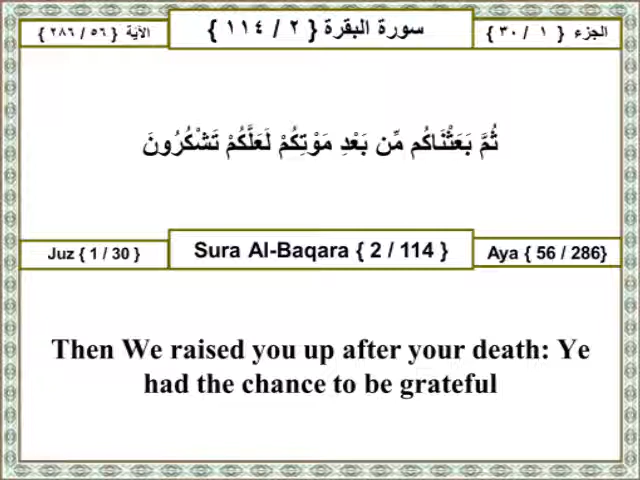 الآية { ٥٦ / ٢٨٦ }
سورة البقرة { ٢ / ١١٤ }
الجزء { ١ / ٣٠ }
ثُمَّ بَعَثْنَاكُم مِّن بَعْدِ مَوْتِكُمْ لَعَلَّكُمْ تَشْكُرُونَ
Juz { 1 / 30 }
Sura Al-Baqara { 2 / 114 }
Aya { 56 / 286}
Then We raised you up after your death: Ye
had the chance to be grateful